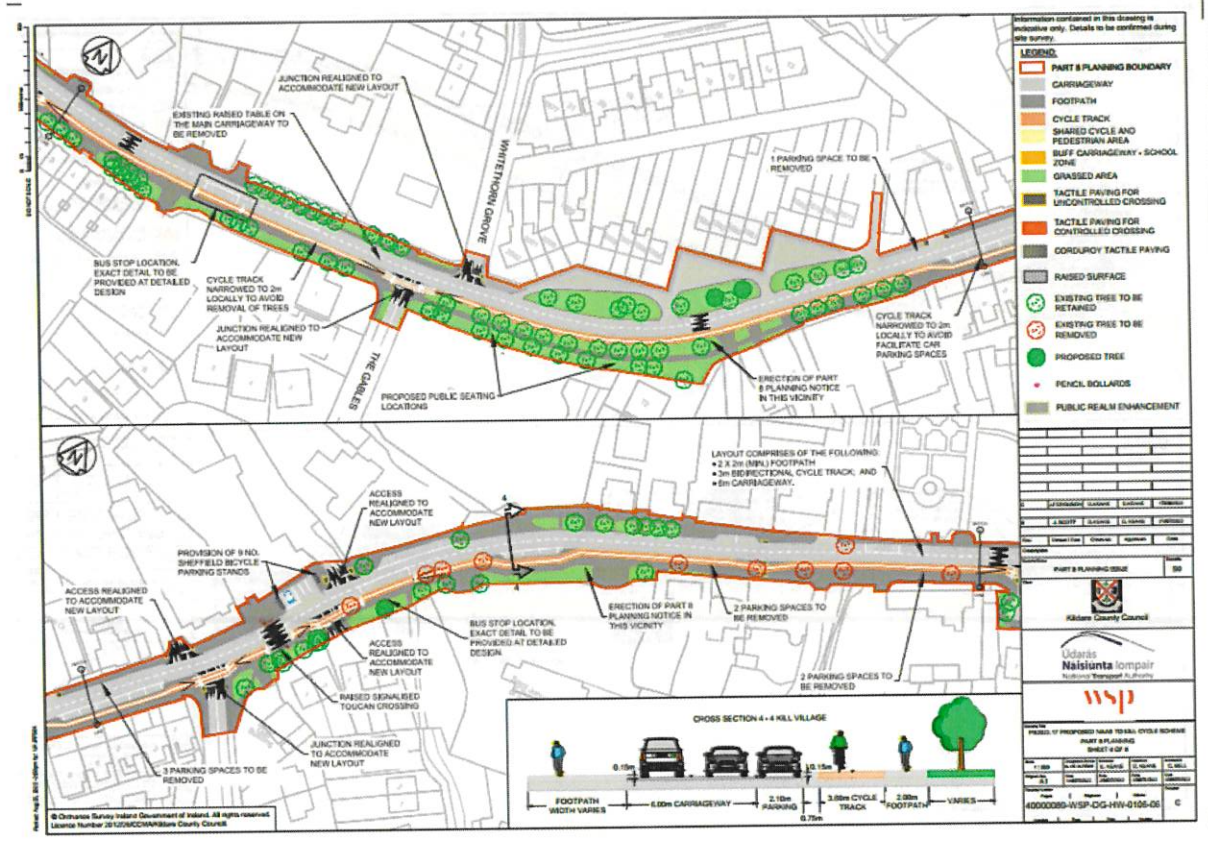 Information contained in this drawing is
indicative only. Details to be confirmed during
site survey.
LEGEND:
PART 8 PLANNING BOUNDARY
CARRIAGEWAY
FOOTPATH
CYCLE TRACK
SHARED CYCLE AND
PEDESTRIAN AREA
BUFF CARRIAGEWAY - SCHOOL
ZONE
GRASSED AREA
TACTILE PAVING FOR
UNCONTROLLED CROSSING
TACTILE PAVING FOR
CONTROLLED CROSSING
CORDUROY TACTILE PAVING
RAISED SURFACE
EXISTING TREE TO BE
RETAINED
EXISTING TREE TO BE
REMOVED
PROPOSED TREE
PENCIL BOLLARDS
PUBLIC REALM ENHANCEMENT
N
JUNCTION REALIGNED TO
ACCOMMODATE NEW LAYOUT
EXISTING RAISED TABLE ON
THE MAIN CARRIAGEWAY TO
BE REMOVED
WHITETHORN GROVE
1 PARKING SPACE TO BE
REMOVED
BUS STOP LOCATION,
EXACT DETAIL TO BE
PROVIDED AT DETAILED
DESIGN
CYCLE TRACK
NARROWED TO 2m
LOCALLY TO AVOID
REMOVAL OF TREES
JUNCTION REALIGNED TO
ACCOMMODATE NEW
LAYOUT
THE GABLES
PROPOSED PUBLIC SEATING
LOCATIONS
ERECTION OF PART
8 PLANNING NOTICE
IN THIS VICINITY
CYCLE TRACK
NARROWED TO 2m
LOCALLY TO AVOID
FACILITATE CAR
PARKING SPACES
N
LAYOUT COMPRISES OF THE FOLLOWING:
• 2 X 2m (MIN.) FOOTPATH
• 3m BIDIRECTIONAL CYCLE TRACK; AND
• 6m CARRIAGEWAY.
ACCESS
REALIGNED TO
ACCOMMODATE
NEW LAYOUT
PROVISION OF 9 NO.
SHEFFIELD BICYCLE
PARKING STANDS
ACCESS REALIGNED
TO ACCOMMODATE
NEW LAYOUT
4
4
BUS STOP LOCATION,
EXACT DETAIL TO BE
PROVIDED AT DETAILED
DESIGN
ERECTION OF PART 8
PLANNING NOTICE IN
THIS VICINITY
2 PARKING SPACES TO
BE REMOVED
2 PARKING SPACES TO
BE REMOVED
ACCESS
REALIGNED TO
ACCOMMODATE
NEW LAYOUT
RAISED SIGNALISED
TOUCAN CROSSING
JUNCTION REALIGNED
TO ACCOMMODATE
NEW LAYOUT
3 PARKING SPACES TO BE
REMOVED
CROSS SECTION 4 - 4 KILL VILLAGE
0.15m
0.15m
FOOTPATH
WIDTH VARIES
6.00m CARRIAGEWAY
2.10m
PARKING
0.75m
3.00m CYCLE
TRACK
2.00m
FOOTPATH
VARIES
© Ordnance Survey Ireland Government of Ireland. All rights reserved.
PART 8 PLANNING ISSUE
Kildare County Council
Údarás
Náisiúnta Iompair
National Transport Authority
wsp
PROPOSED NAAS TO KILL CYCLE SCHEME
PART 8 PLANNING
40000080-WSP-DG-HW-0106-06
C